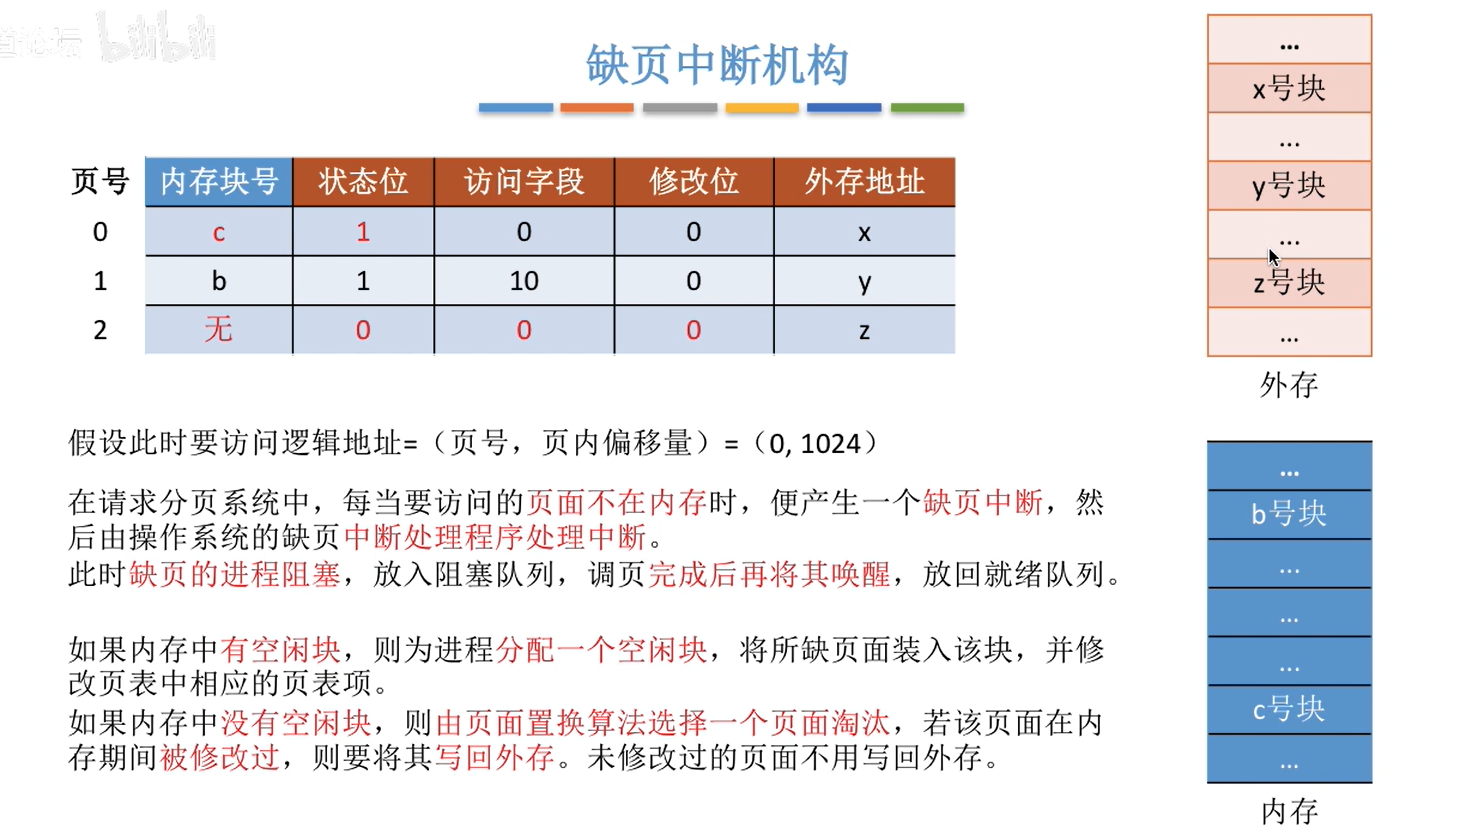 论坛 bilibili
缺页中断机构
页号 内存块号 状态位 访问字段 修改位 外存地址
0 c 1 0 0 x
1 b 1 10 0 y
2 无 0 0 0 z
假设此时要访问逻辑地址=（页号，页内偏移量）=（0, 1024）
在请求分页系统中，每当要访问的页面不在内存时，便产生一个缺页中断，然
后由操作系统的缺页中断处理程序处理中断。
此时缺页的进程阻塞，放入阻塞队列，调页完成后再将其唤醒，放回就绪队列。
如果内存中有空闲块，则为进程分配一个空闲块，将所缺页面装入该块，并修
改页表中相应的页表项。
如果内存中没有空闲块，则由页面置换算法选择一个页面淘汰，若该页面在内
存期间被修改过，则要将其写回外存。未修改过的页面不用写回外存。
...
x号块
...
y号块
...
z号块
...
外存
...
b号块
...
...
...
c号块
...
内存